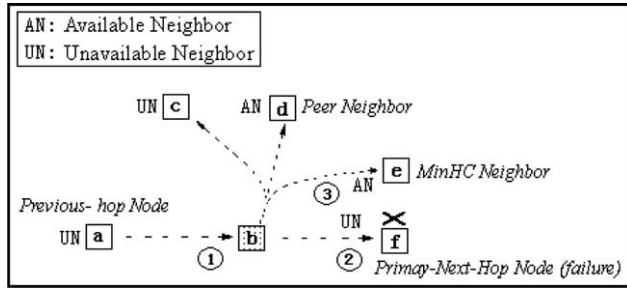 AN: Available Neighbor
UN: Unavailable Neighbor
UN c
AN d Peer Neighbor
e MinHC Neighbor
AN
3
Previous- hop Node
UN a
b
UN
f
1
2
Primay-Next-Hop Node (failure)